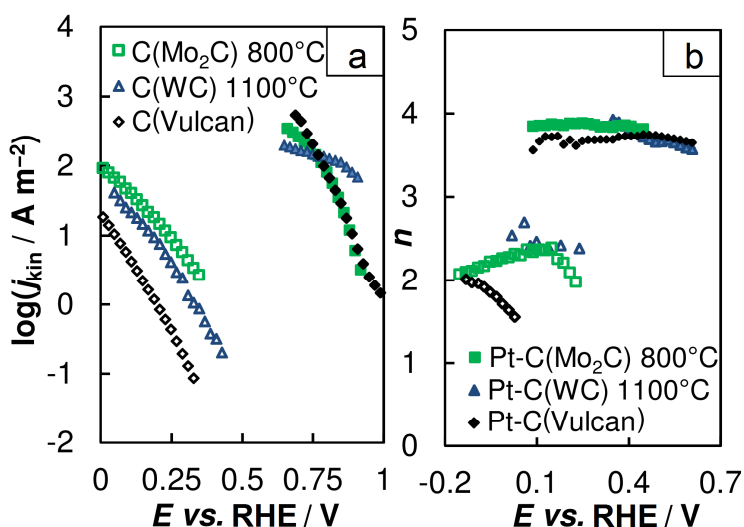 4
3
2
1
0
-1
-2
log(jkin / A m⁻²)
C(Mo₂C) 800°C
C(WC) 1100°C
C(Vulcan)
a
0 0.25 0.5 0.75 1
E vs. RHE / V
5
4
3
2
1
0
n
b
Pt-C(Mo₂C) 800°C
Pt-C(WC) 1100°C
Pt-C(Vulcan)
-0.2 0.1 0.4 0.7
E vs. RHE / V